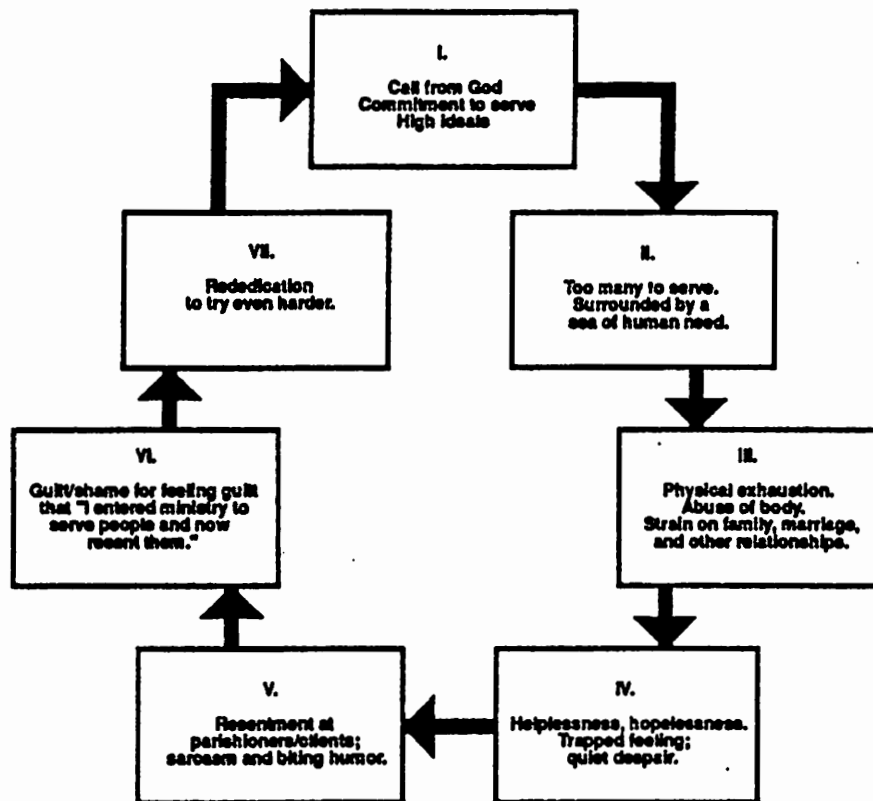 I.
Call from God
Commitment to serve
High ideals
II.
Too many to serve.
Surrounded by a
sea of human need.
III.
Physical exhaustion.
Abuse of body.
Strain on family, marriage,
and other relationships.
IV.
Helplessness, hopelessness.
Trapped feeling;
quiet despair.
V.
Resentment at
parishioners/clients;
sarcasm and biting humor.
VI.
Guilt/shame for feeling guilt
that "I entered ministry to
serve people and now
resent them."
VII.
Rededication
to try even harder.